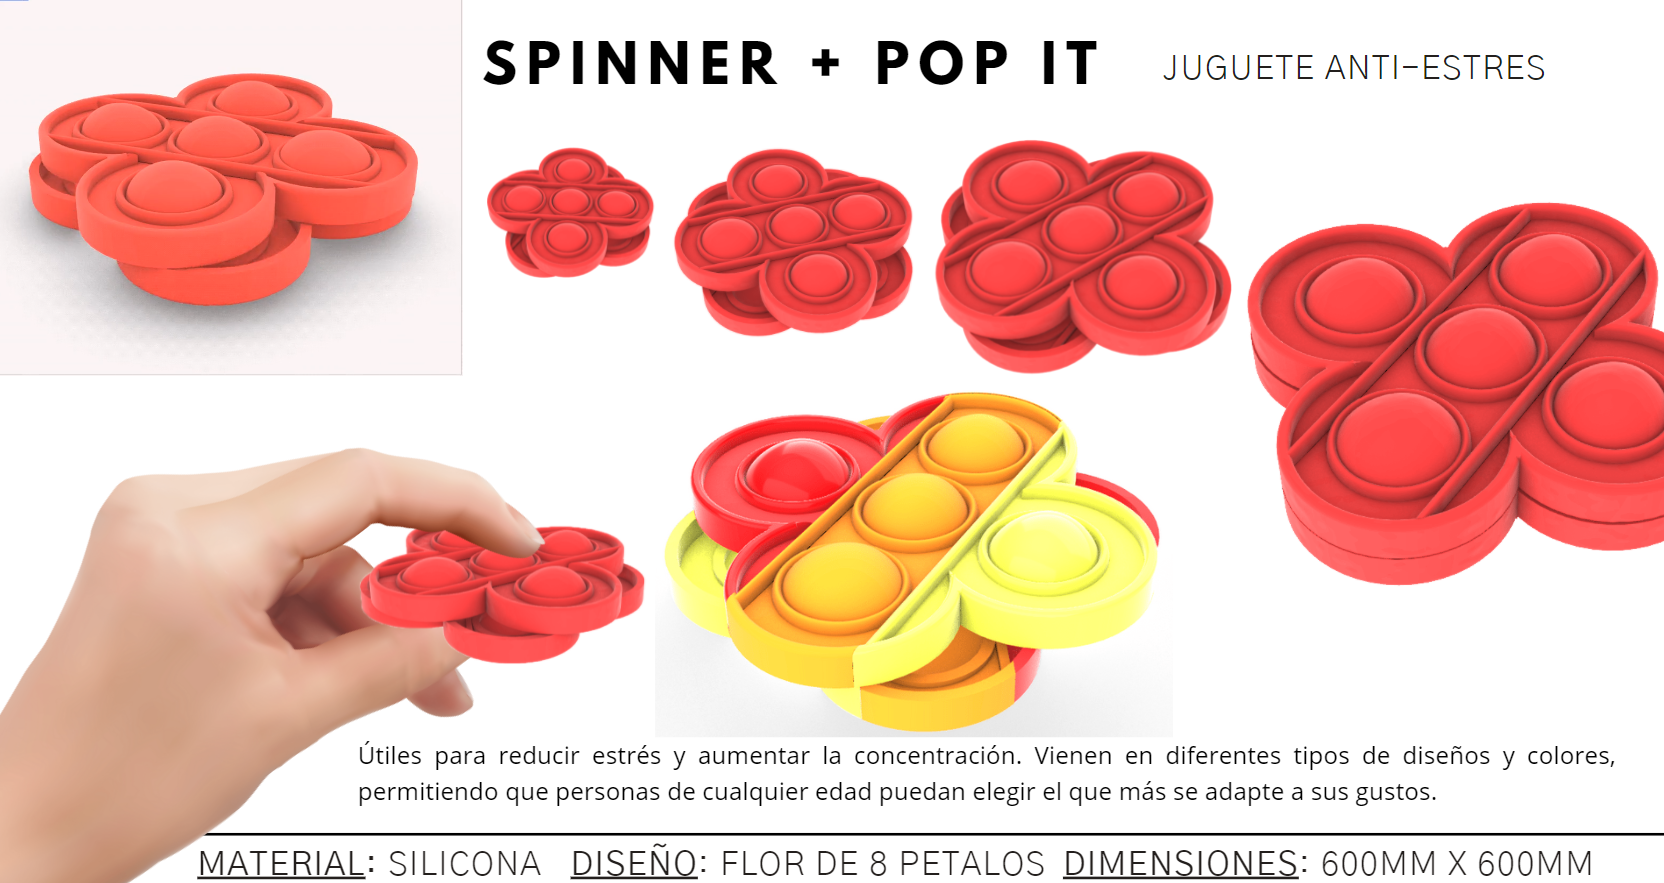 SPINNER + POP IT
JUGUETE ANTI-ESTRES
Útiles para reducir estrés y aumentar la concentración. Vienen en diferentes tipos de diseños y colores,
permitiendo que personas de cualquier edad puedan elegir el que más se adapte a sus gustos.
MATERIAL: SILICONA DISEÑO: FLOR DE 8 PETALOS DIMENSIONES: 600MM X 600MM